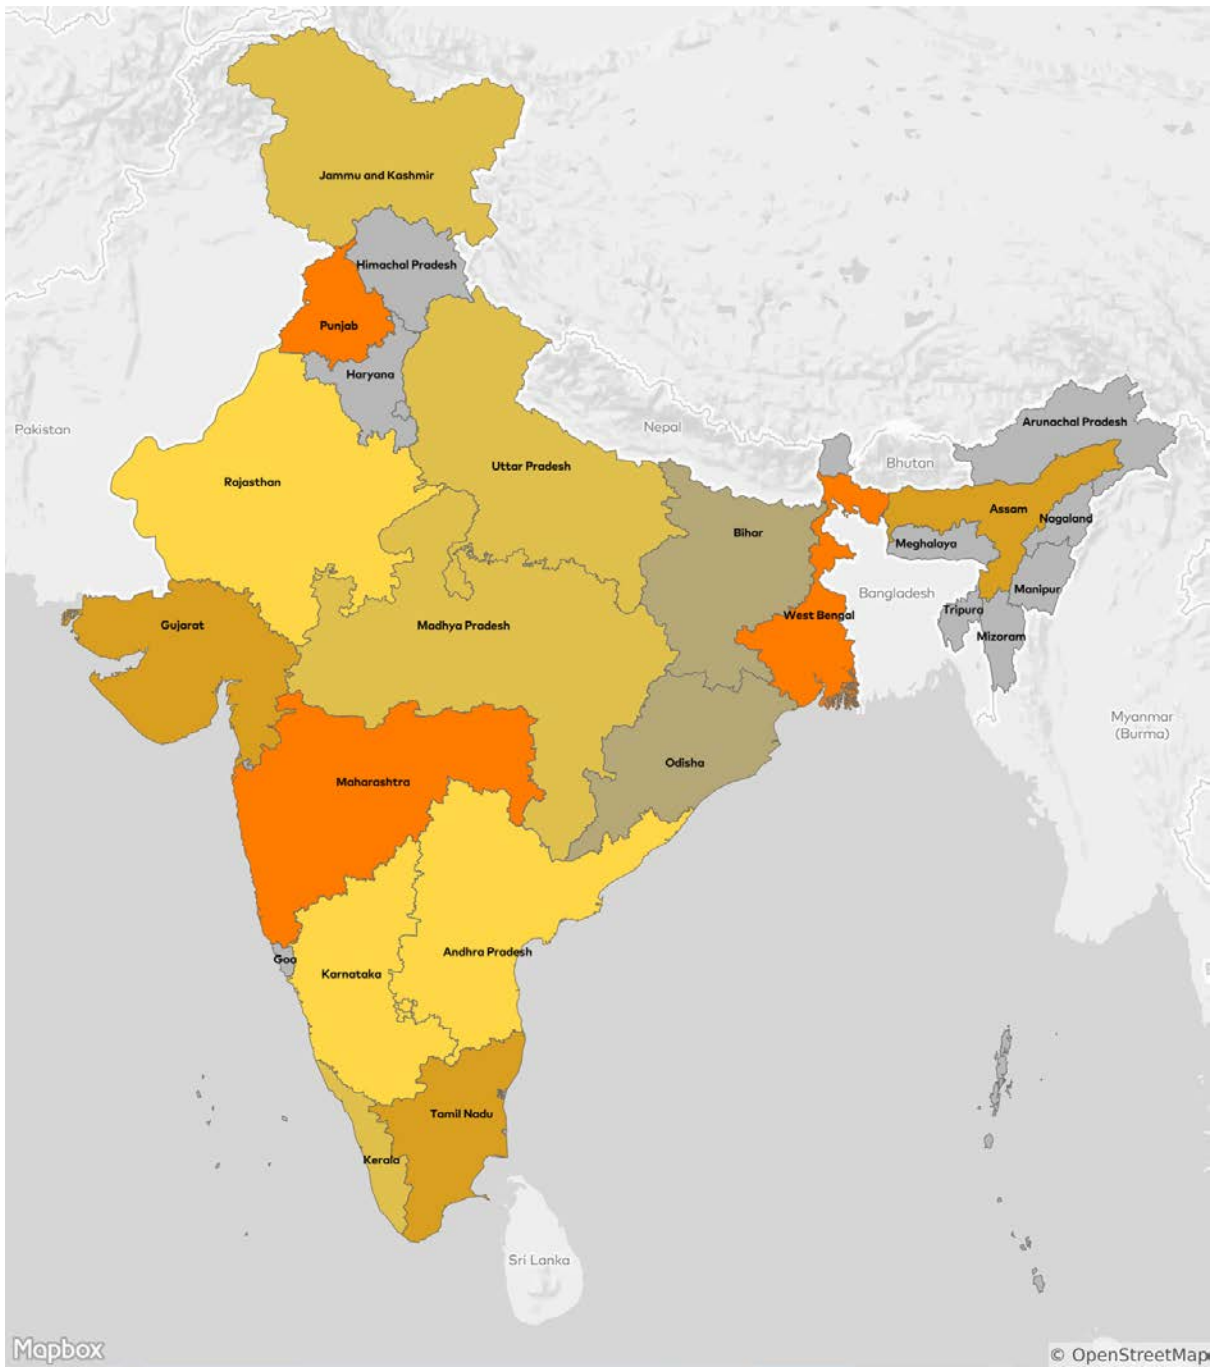 Jammu and Kashmir
Himachal Pradesh
Punjab
Haryana
Arunachal Pradesh
Pakistan
Nepal
Bhutan
Uttar Pradesh
Rajasthan
Assam
Nagaland
Bihar
Meghalaya
Manipur
Bangladesh
Tripura
West Bengal
Gujarat
Madhya Pradesh
Mizoram
Myanmar
(Burma)
Odisha
Maharashtra
Andhra Pradesh
Goa
Karnataka
Tamil Nadu
Kerala
Sri Lanka
Mapbox
© OpenStreetMap